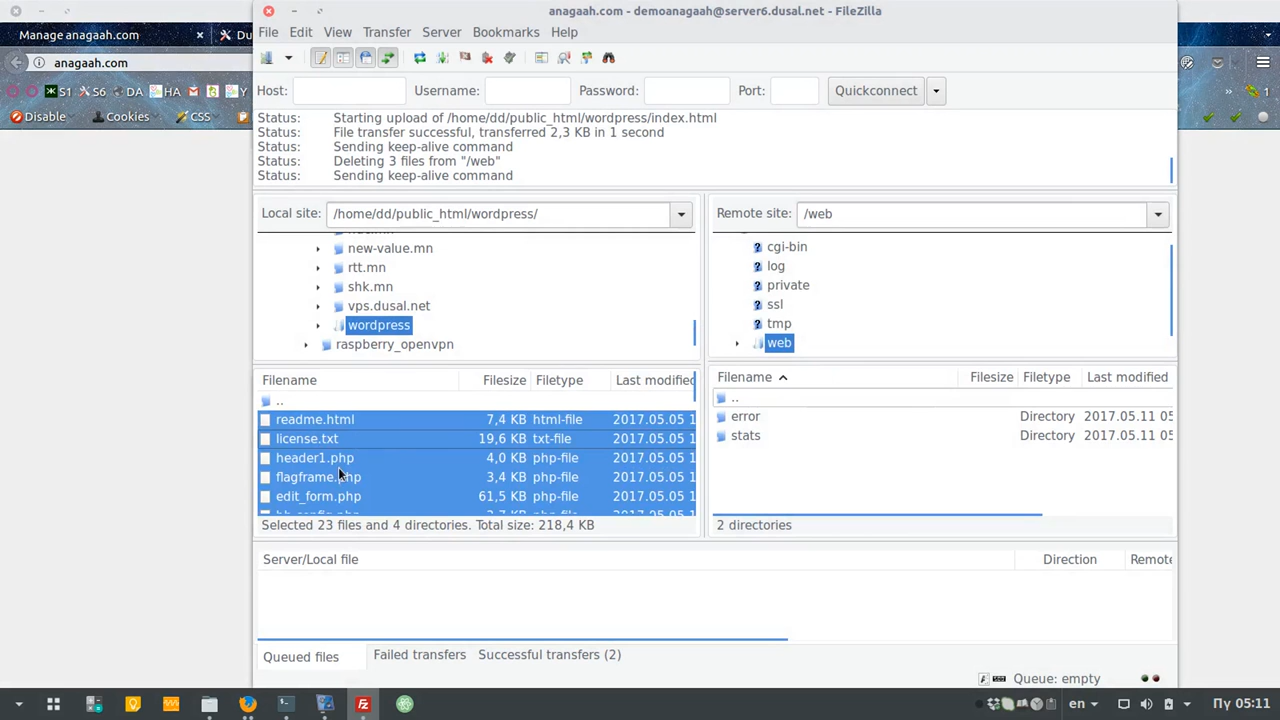 anagaah.com - demoanagaah@server6.dusal.net - FileZilla
Manage anagaah.com
Du
File Edit View Transfer Server Bookmarks Help
anagaah.com
S1 S6 DA HA Y
» 1
Disable Cookies CSS
Host: Username: Password: Port: Quickconnect
Status: Starting upload of /home/dd/public_html/wordpress/index.html
Status: File transfer successful, transferred 2,3 KB in 1 second
Status: Sending keep-alive command
Status: Deleting 3 files from "/web"
Status: Sending keep-alive command
Local site: /home/dd/public_html/wordpress/
new-value.mn
rtt.mn
shk.mn
vps.dusal.net
wordpress
raspberry_openvpn
Remote site: /web
cgi-bin
log
private
ssl
tmp
web
Filename Filesize Filetype Last modified
..
readme.html 7,4 KB html-file 2017.05.05 1
license.txt 19,6 KB txt-file 2017.05.05 1
header1.php 4,0 KB php-file 2017.05.05 1
flagframe.php 3,4 KB php-file 2017.05.05 1
edit_form.php 61,5 KB php-file 2017.05.05 1
Selected 23 files and 4 directories. Total size: 218,4 KB
Filename Filesize Filetype Last modified
..
error Directory 2017.05.11 05
stats Directory 2017.05.11 05
2 directories
Server/Local file Direction Remote
Queued files Failed transfers Successful transfers (2)
Queue: empty
en Пү 05:11